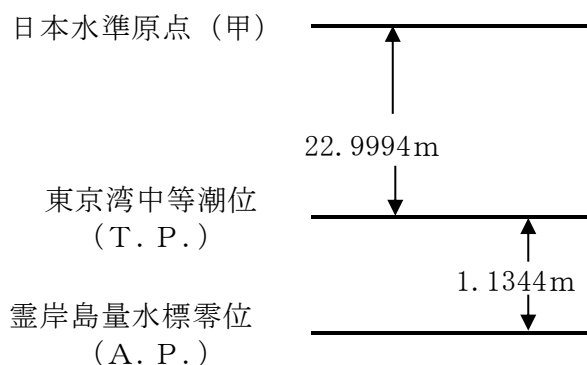 日本水準原点（甲）
22.9994m
東京湾中等潮位
（T.P.）
1.1344m
霊岸島量水標零位
（A.P.）